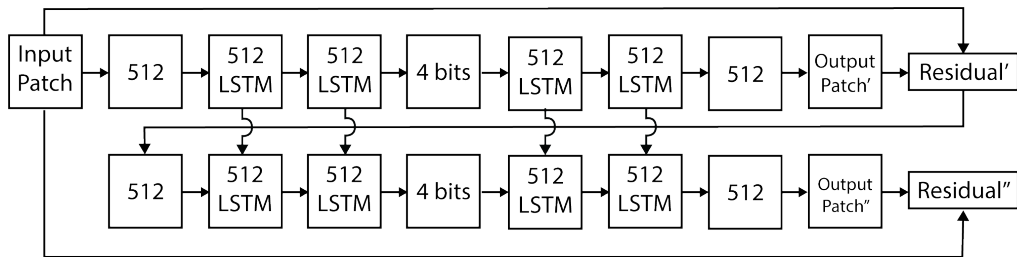 Input
Patch
512
512
LSTM
512
LSTM
4 bits
512
LSTM
512
LSTM
512
Output
Patch'
Residual'
512
512
LSTM
512
LSTM
4 bits
512
LSTM
512
LSTM
512
Output
Patch"
Residual"